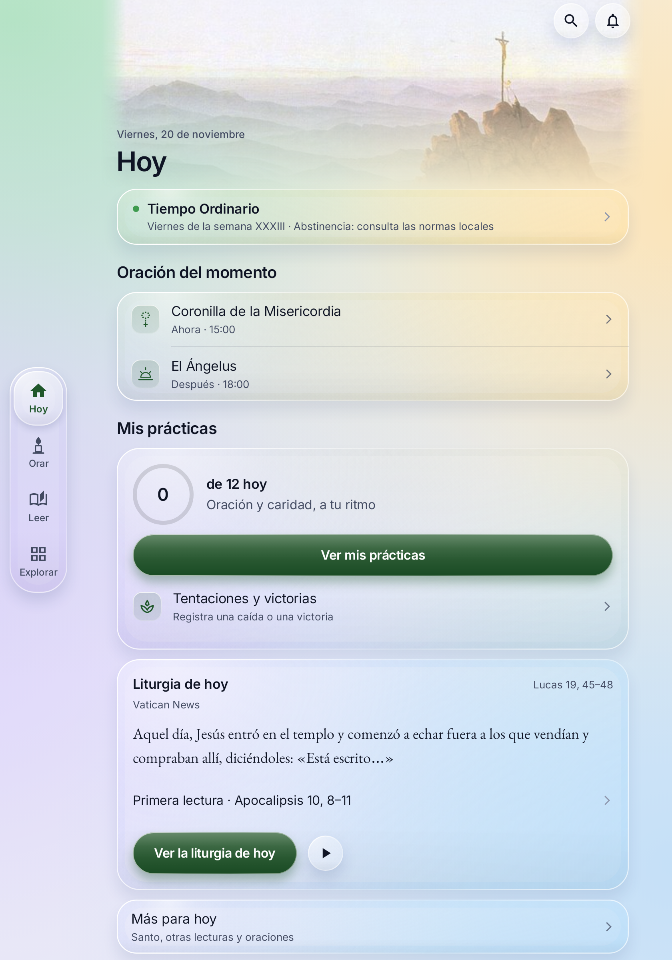 Viernes, 20 de noviembre
Hoy
Tiempo Ordinario
Viernes de la semana XXXIII · Abstinencia: consulta las normas locales
Oración del momento
Coronilla de la Misericordia
Ahora · 15:00
El Ángelus
Después · 18:00
Mis prácticas
0
de 12 hoy
Oración y caridad, a tu ritmo
Ver mis prácticas
Tentaciones y victorias
Registra una caída o una victoria
Liturgia de hoy
Lucas 19, 45–48
Vatican News
Aquel día, Jesús entró en el templo y comenzó a echar fuera a los que vendían y
compraban allí, diciéndoles: «Está escrito...»
Primera lectura · Apocalipsis 10, 8–11
Ver la liturgia de hoy
Más para hoy
Santo, otras lecturas y oraciones
Hoy
Orar
Leer
Explorar